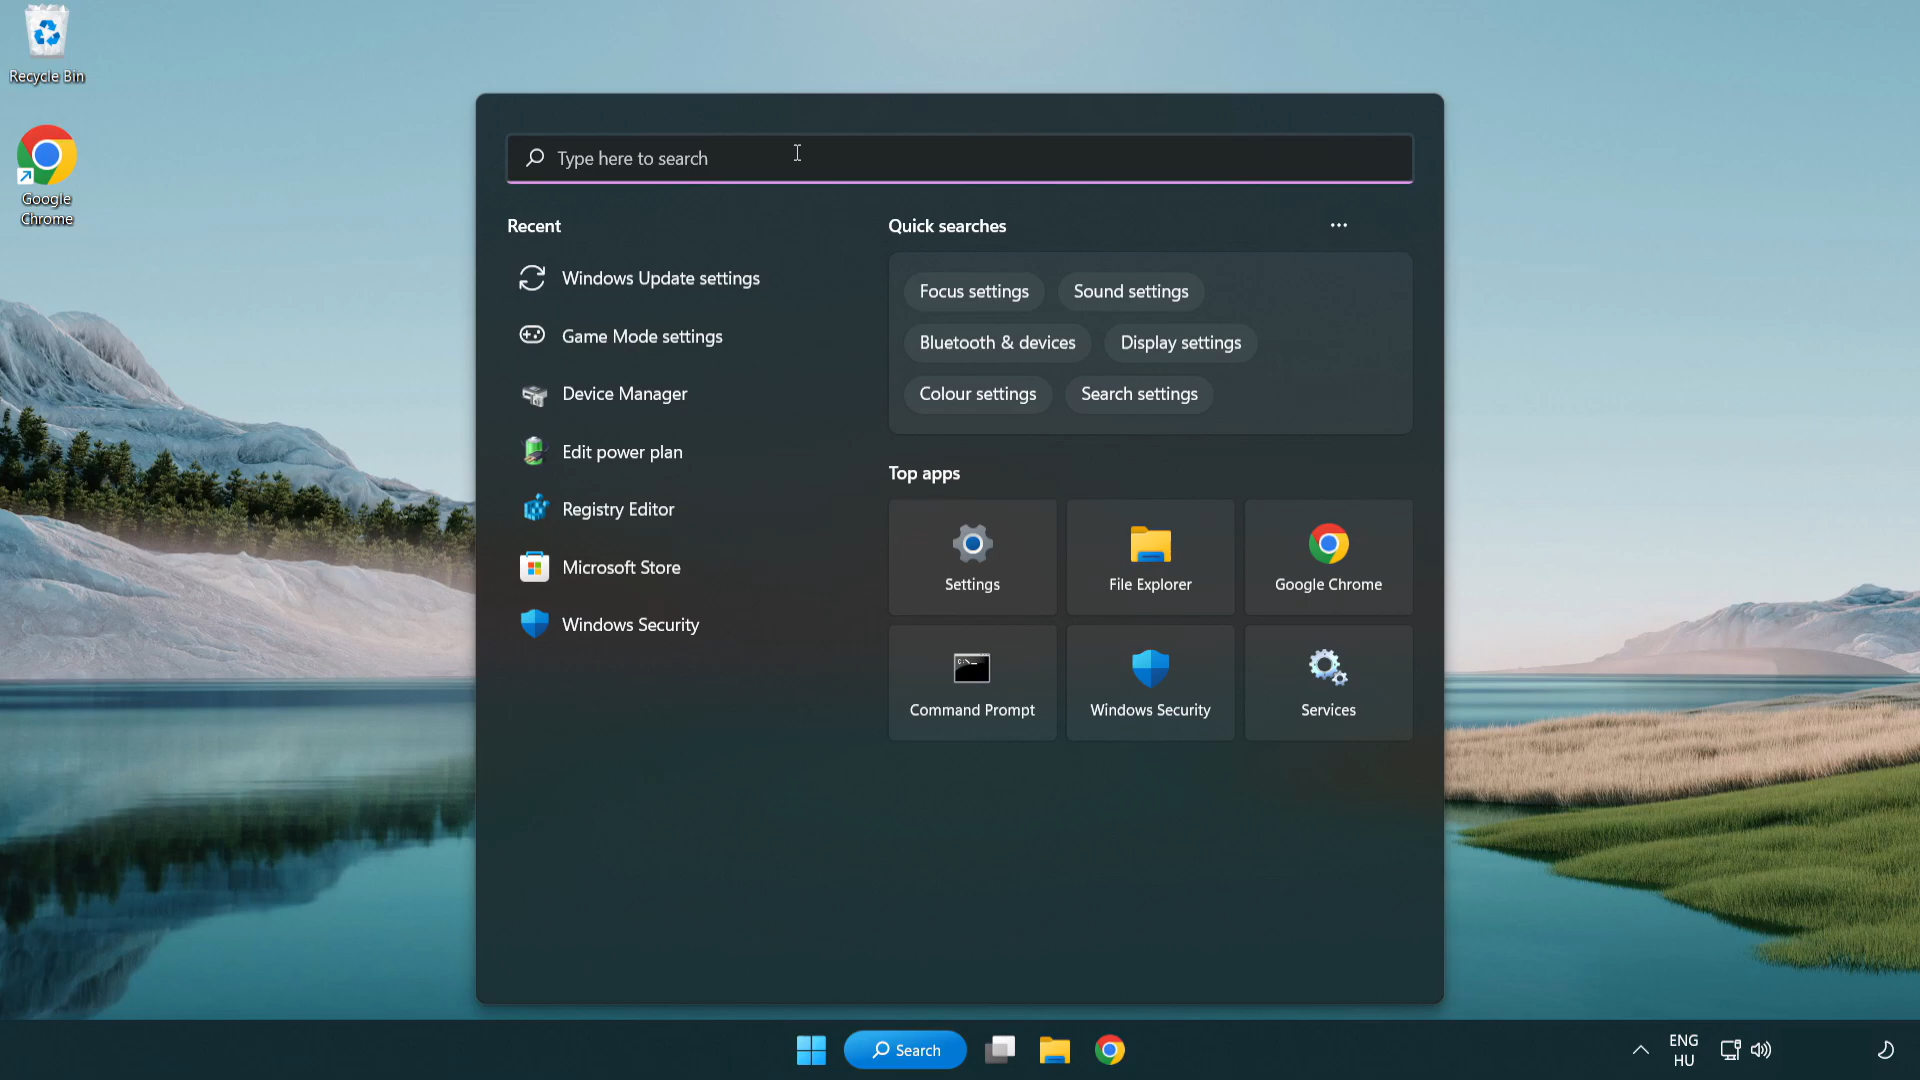 Recycle Bin
Google
Chrome
Type here to search
Recent
Windows Update settings
Game Mode settings
Device Manager
Edit power plan
Registry Editor
Microsoft Store
Windows Security
Quick searches
Focus settings
Sound settings
Bluetooth & devices
Display settings
Colour settings
Search settings
Top apps
Settings
File Explorer
Google Chrome
Command Prompt
Windows Security
Services
Search
ENG
HU